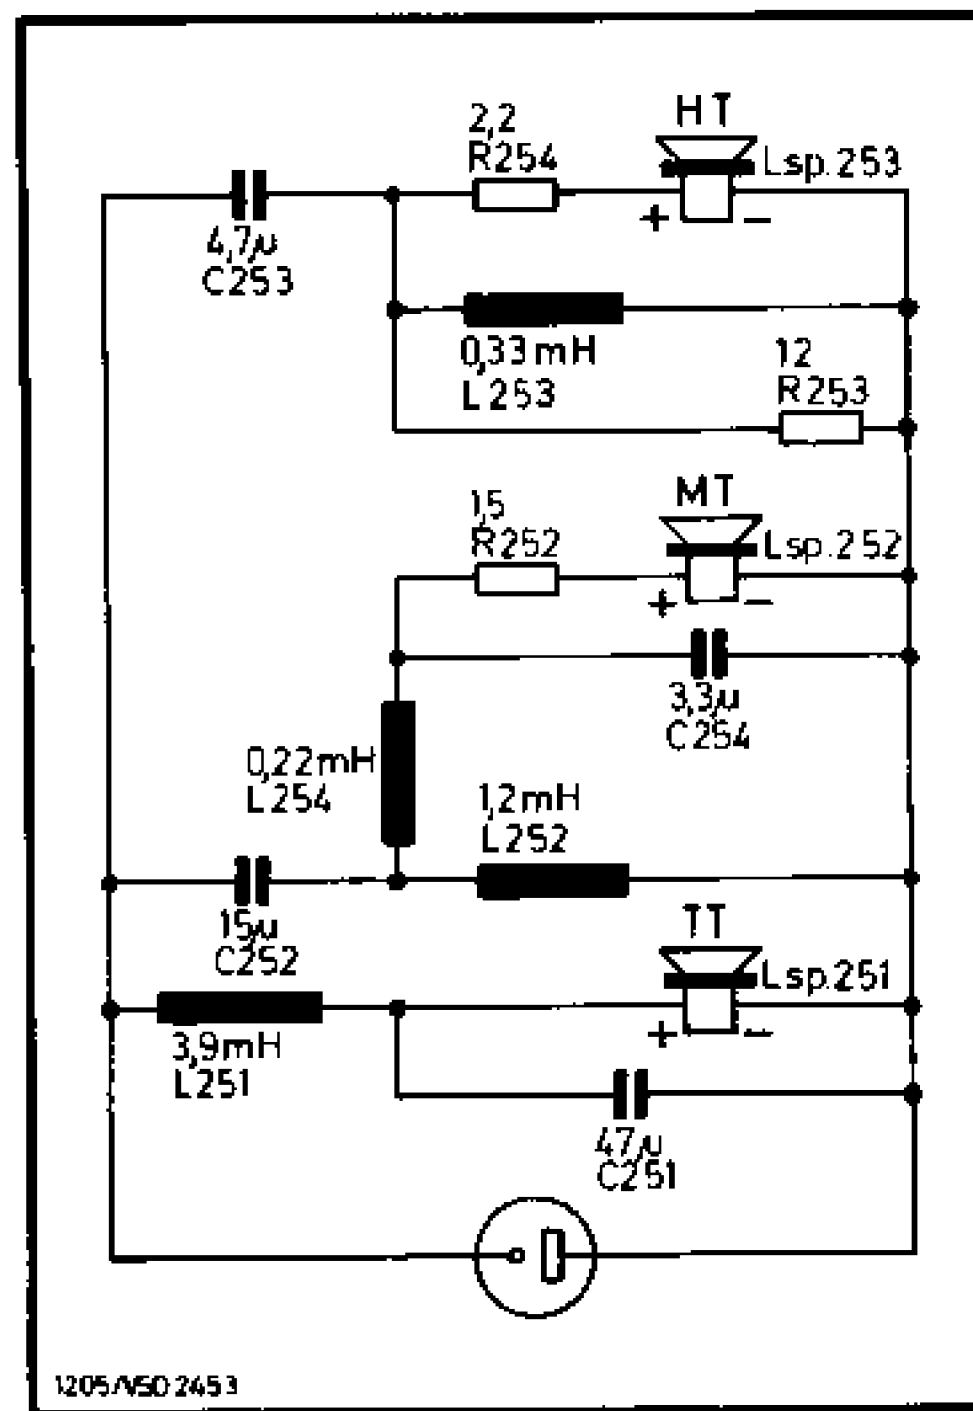 HT
2,2
R254
Lsp.253
+ −
4,7µ
C253
0,33mH
L253
12
R253
MT
1,5
R252
Lsp.252
+ −
3,3µ
C254
0,22mH
L254
1,2mH
L252
15µ
C252
TT
Lsp.251
+ −
3,9mH
L251
47µ
C251
1205/VSO 2453